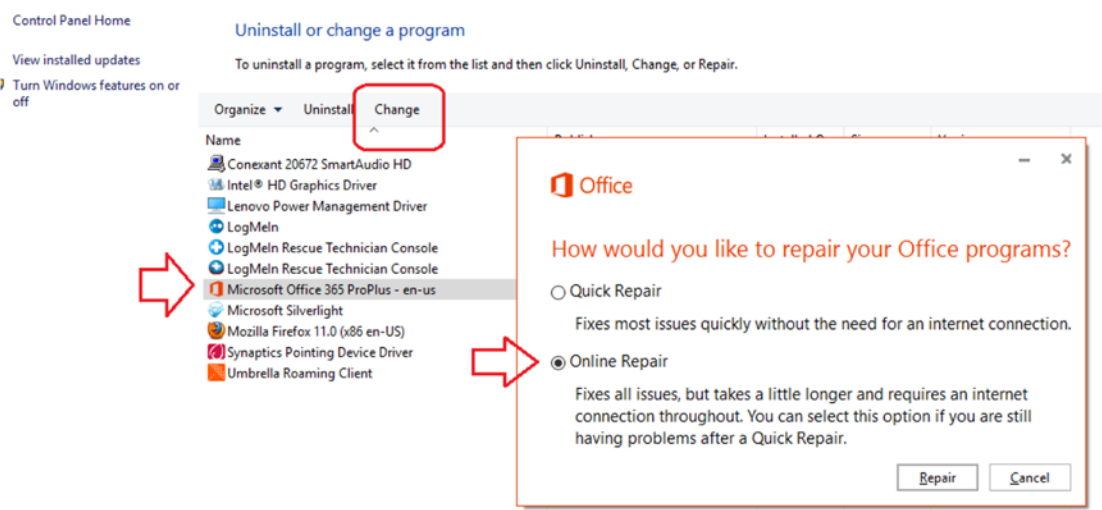 Control Panel Home
View installed updates
Turn Windows features on or
off
Uninstall or change a program
To uninstall a program, select it from the list and then click Uninstall, Change, or Repair.
Organize Uninstall Change
Name
Conexant 20672 SmartAudio HD
Intel® HD Graphics Driver
Lenovo Power Management Driver
LogMeIn
LogMeIn Rescue Technician Console
LogMeIn Rescue Technician Console
Microsoft Office 365 ProPlus - en-us
Microsoft Silverlight
Mozilla Firefox 11.0 (x86 en-US)
Synaptics Pointing Device Driver
Umbrella Roaming Client
Office
How would you like to repair your Office programs?
Quick Repair
Fixes most issues quickly without the need for an internet connection.
Online Repair
Fixes all issues, but takes a little longer and requires an internet
connection throughout. You can select this option if you are still
having problems after a Quick Repair.
Repair Cancel